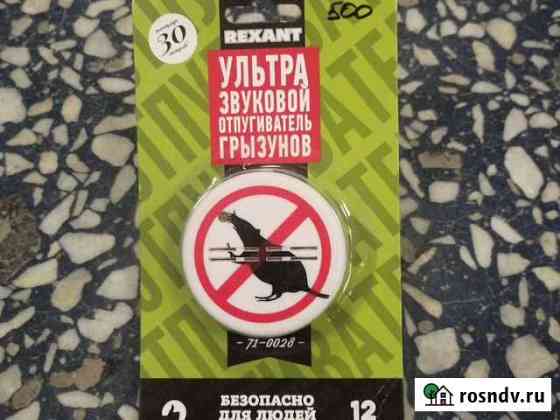 500
30
REXANT
УЛЬТРА
ЗВУКОВОЙ
ОТПУГИВАТЕЛЬ
ГРЫЗУНОВ
- 71-0028 -
БЕЗОПАСНО
ДЛЯ ЛЮДЕЙ
12
rosndv.ru